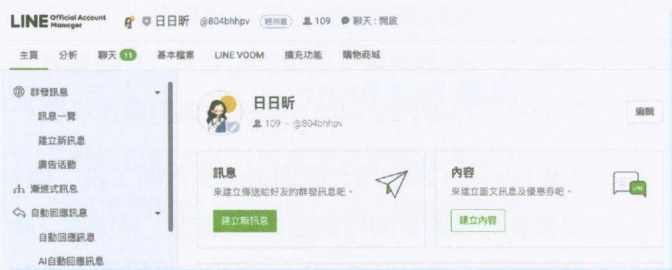 LINE Official Account Manager 日日昕 @804bhhpv 輕用量 109 聊天 : 開啟
主頁 分析 聊天 11 基本檔案 LINE VOOM 擴充功能 購物商城
群發訊息
訊息一覽
建立新訊息
廣告活動
漸進式訊息
自動回應訊息
自動回應訊息
AI自動回應訊息
日日昕
109 · @804bhhpv
編輯
訊息
來建立傳送給好友的群發訊息吧。
建立新訊息
內容
來建立圖文訊息及優惠券吧。
LINE
建立內容